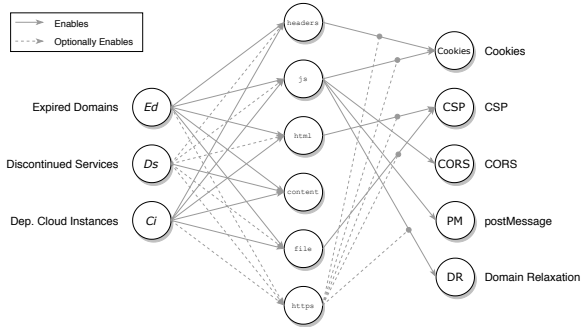 Enables
Optionally Enables
headers
js
html
content
file
https
Expired Domains Ed
Discontinued Services Ds
Dep. Cloud Instances Ci
Cookies Cookies
CSP CSP
CORS CORS
PM postMessage
DR Domain Relaxation